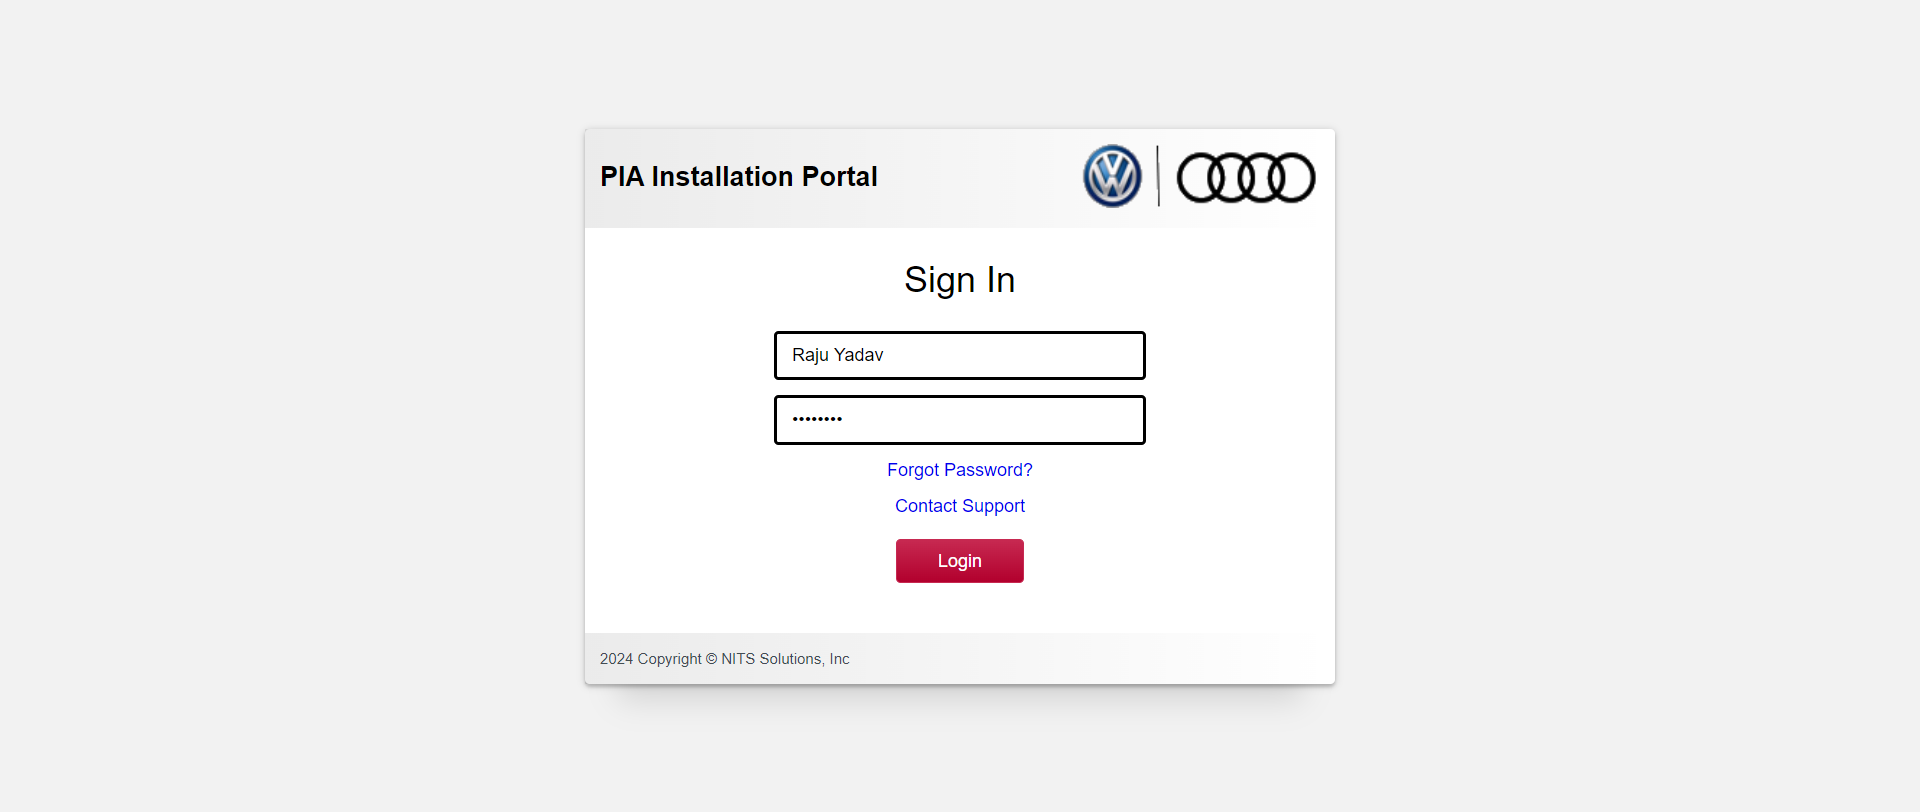 PIA Installation Portal
Sign In
Raju Yadav
••••••••
Forgot Password?
Contact Support
Login
2024 Copyright © NITS Solutions, Inc